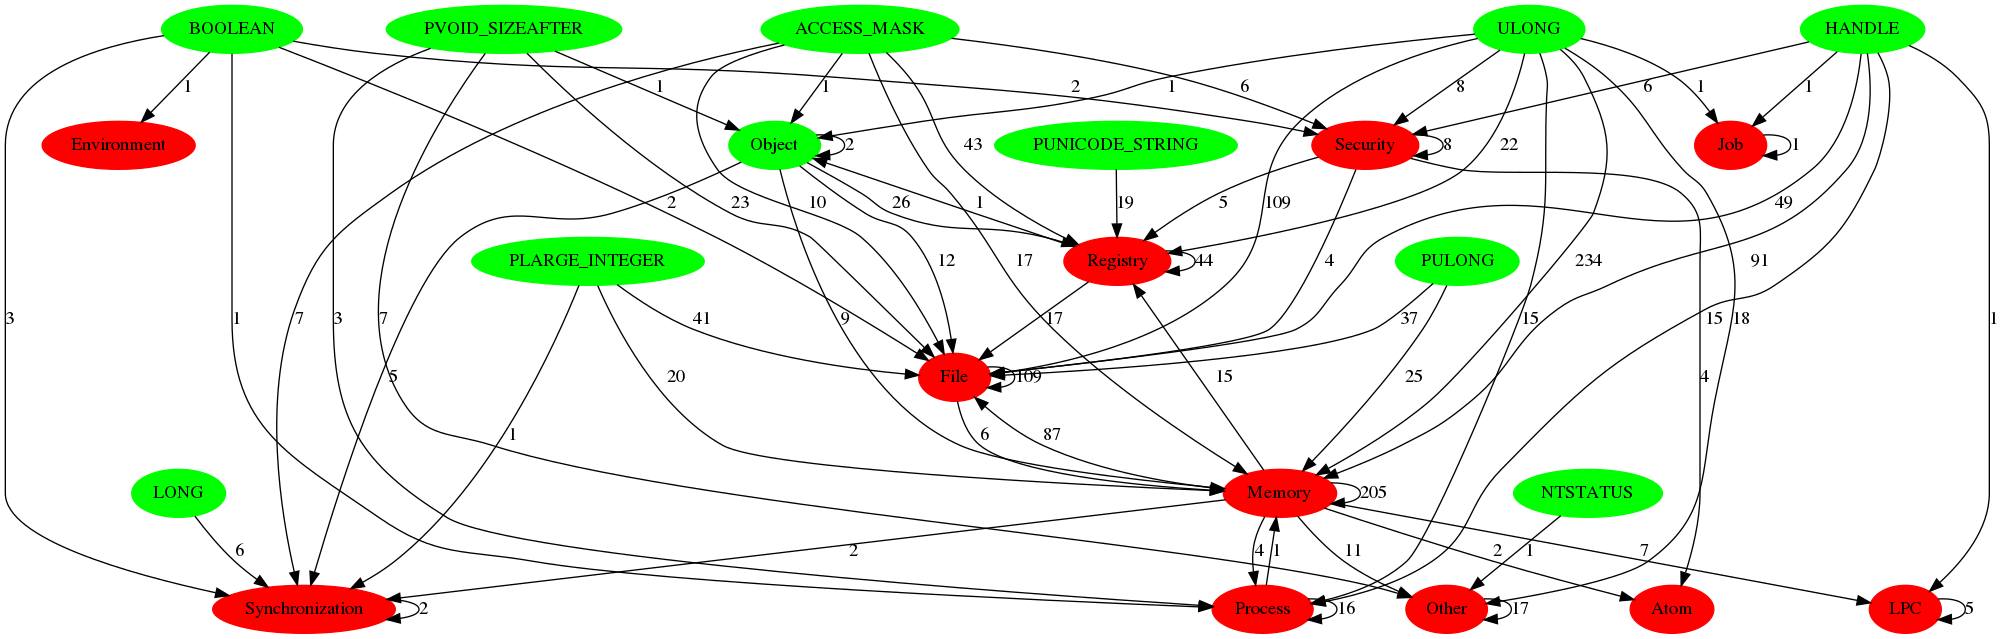 BOOLEAN PVOID_SIZEAFTER ACCESS_MASK ULONG HANDLE
1 1 1 2 1 6 8 1 6 1
Environment Object 2 43 PUNICODE_STRING Security 8 22 Job 1
23 2 10 26 1 19 5 109 49
PLARGE_INTEGER 12 17 Registry 44 4 PULONG 234 91
3 1 7 3 7 41 9 17 37 15 18 15 1
File 109
5 20 15 25 4
1 6 87
LONG Memory 205 NTSTATUS
6 2 4 1 11 1 2 7
Synchronization 2 Process 16 Other 17 Atom LPC 5